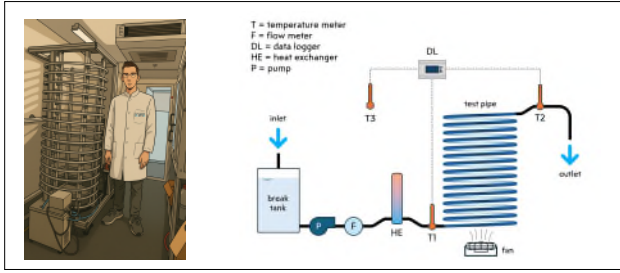 T = temperature meter
F = flow meter
DL = data logger
HE = heat exchanger
P = pump
DL
T3
test pipe
T2
inlet
outlet
break
tank
P
F
HE
T1
fan